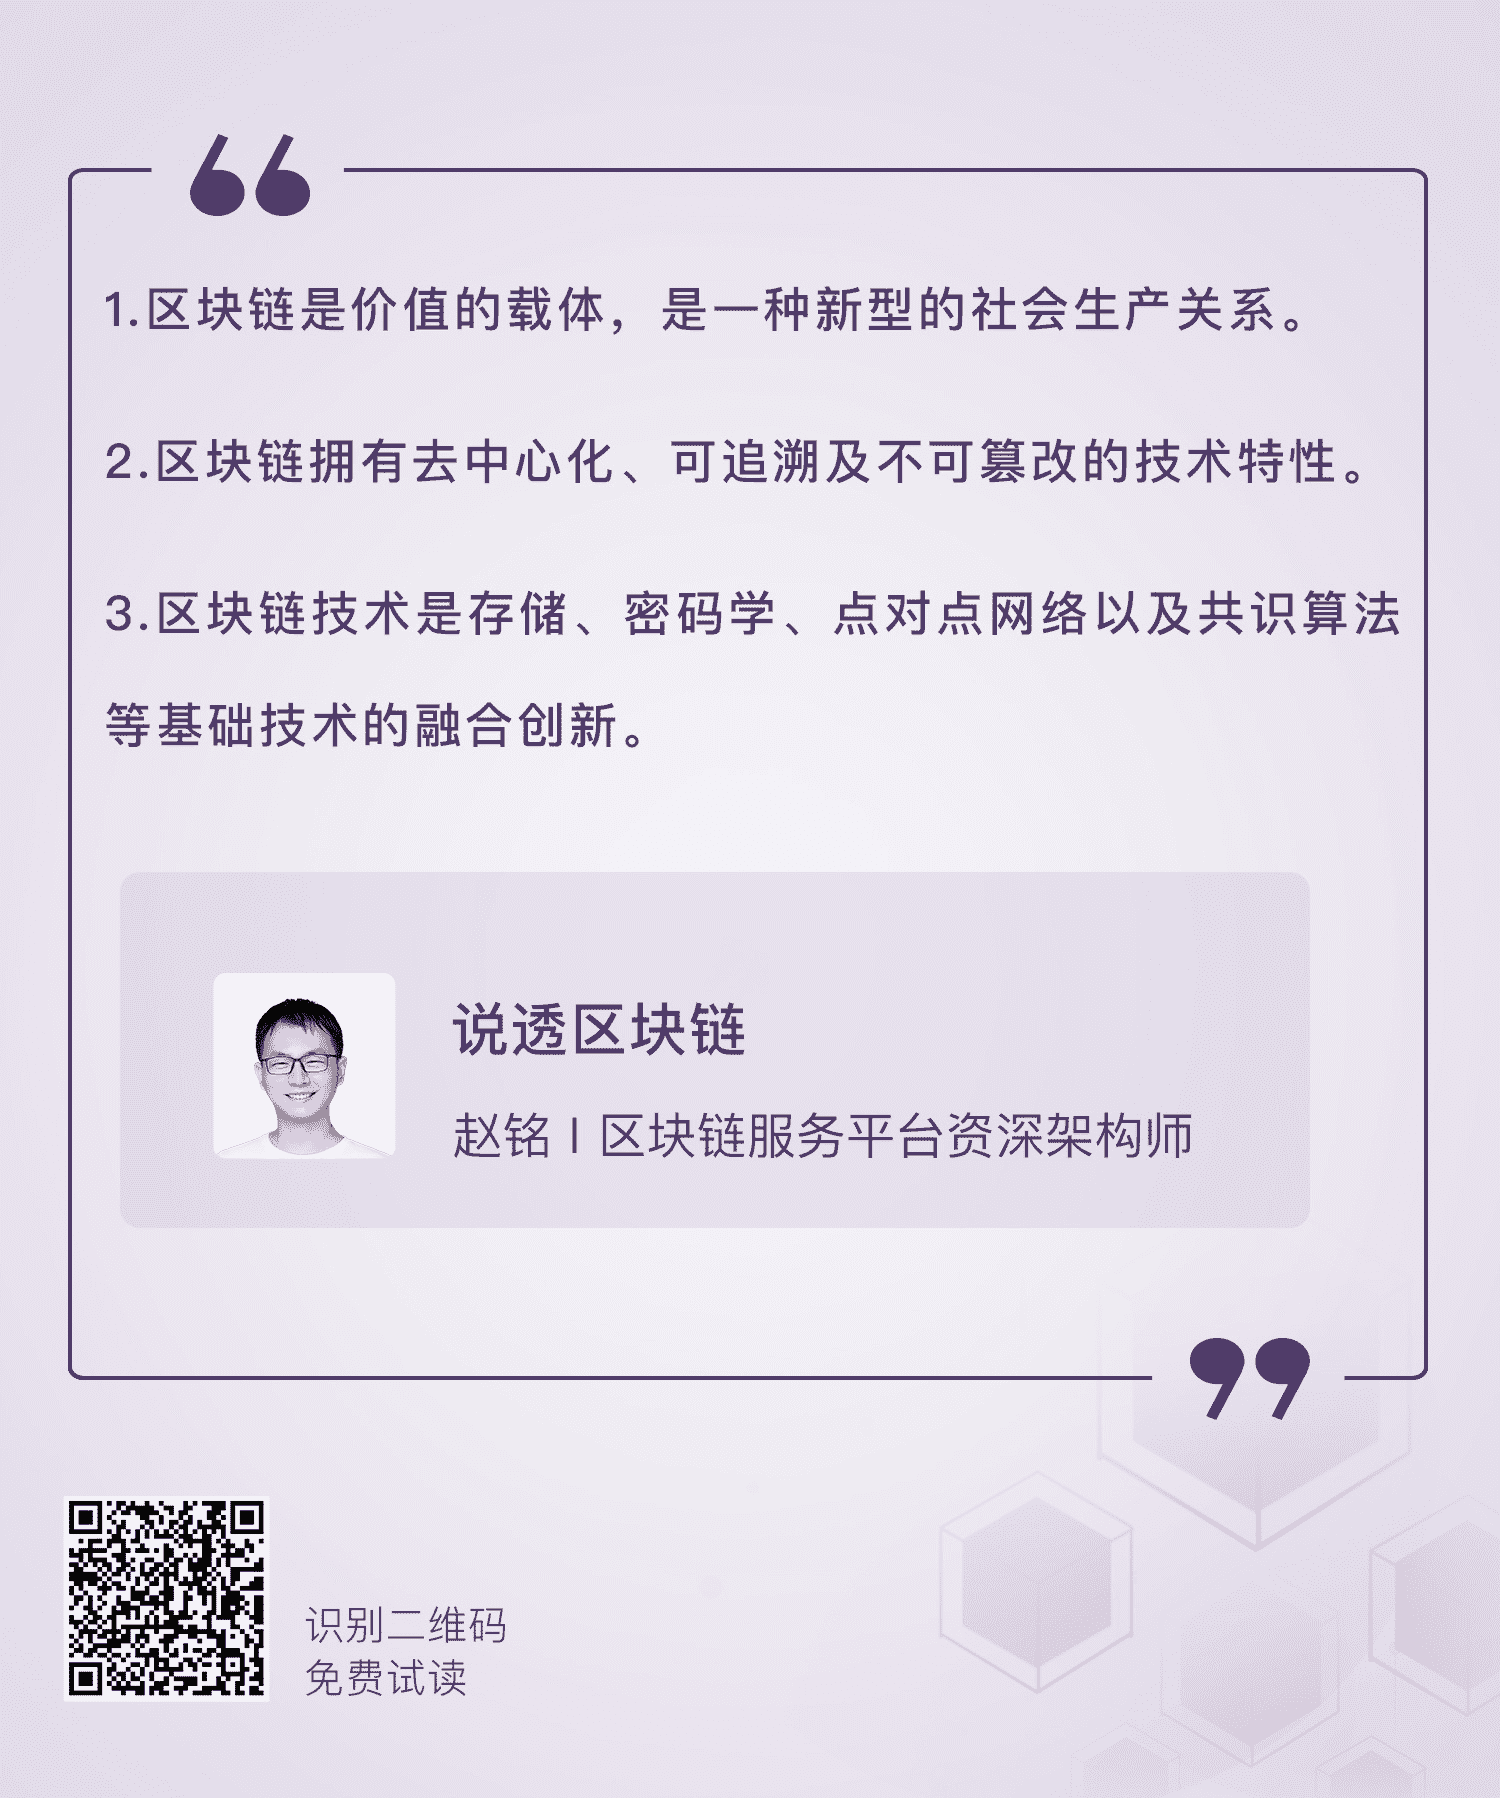 1.区块链是价值的载体，是一种新型的社会生产关系。
2.区块链拥有去中心化、可追溯及不可篡改的技术特性。
3.区块链技术是存储、密码学、点对点网络以及共识算法
等基础技术的融合创新。
说透区块链
赵铭 | 区块链服务平台资深架构师
识别二维码
免费试读